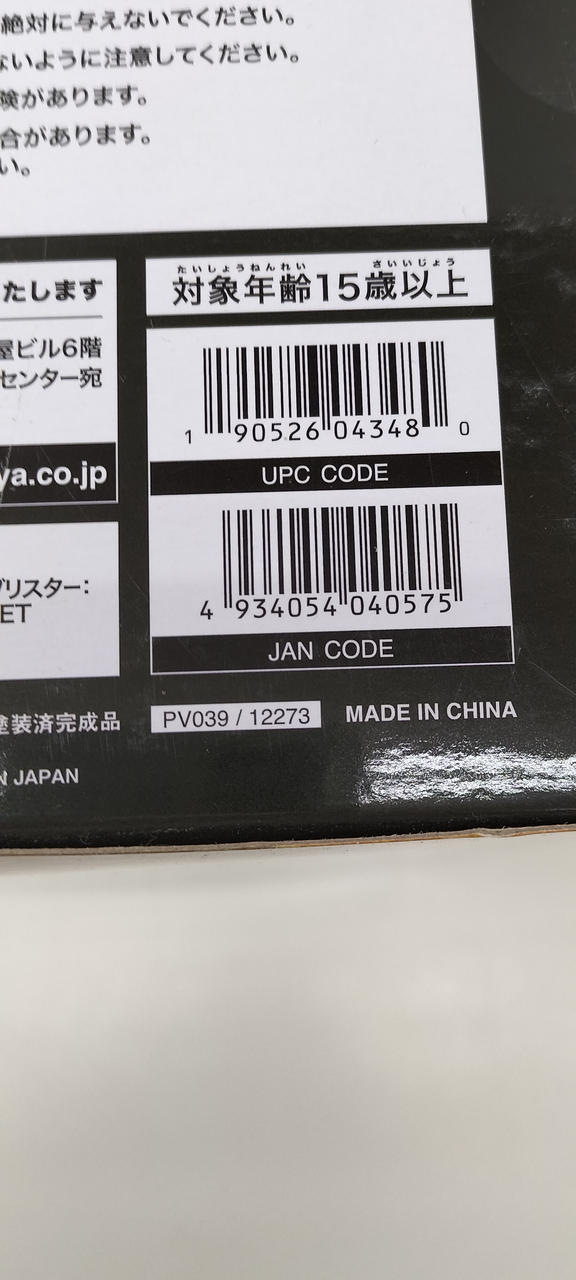 絶対に与えないでください。
ないように注意してください。
険があります。
合があります。
い。
たいしょうねんれい さいいじょう
対象年齢15歳以上
たします
屋ビル6階
センター宛
ya.co.jp
1 90526 04348 0
UPC CODE
ブリスター:
ET
4 934054 040575
JAN CODE
塗装済完成品
PV039 / 12273
MADE IN CHINA
N JAPAN